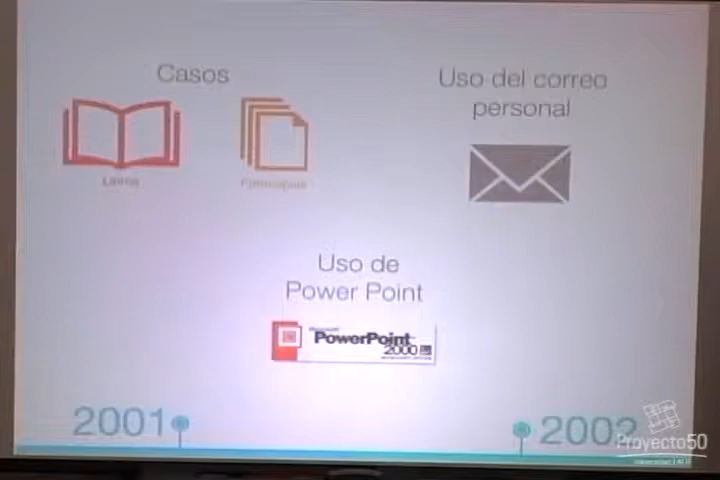 Casos
Uso del correo
personal
Libros
Fotocopias
Uso de
Power Point
PowerPoint
2000
2001
2002
Proyecto50